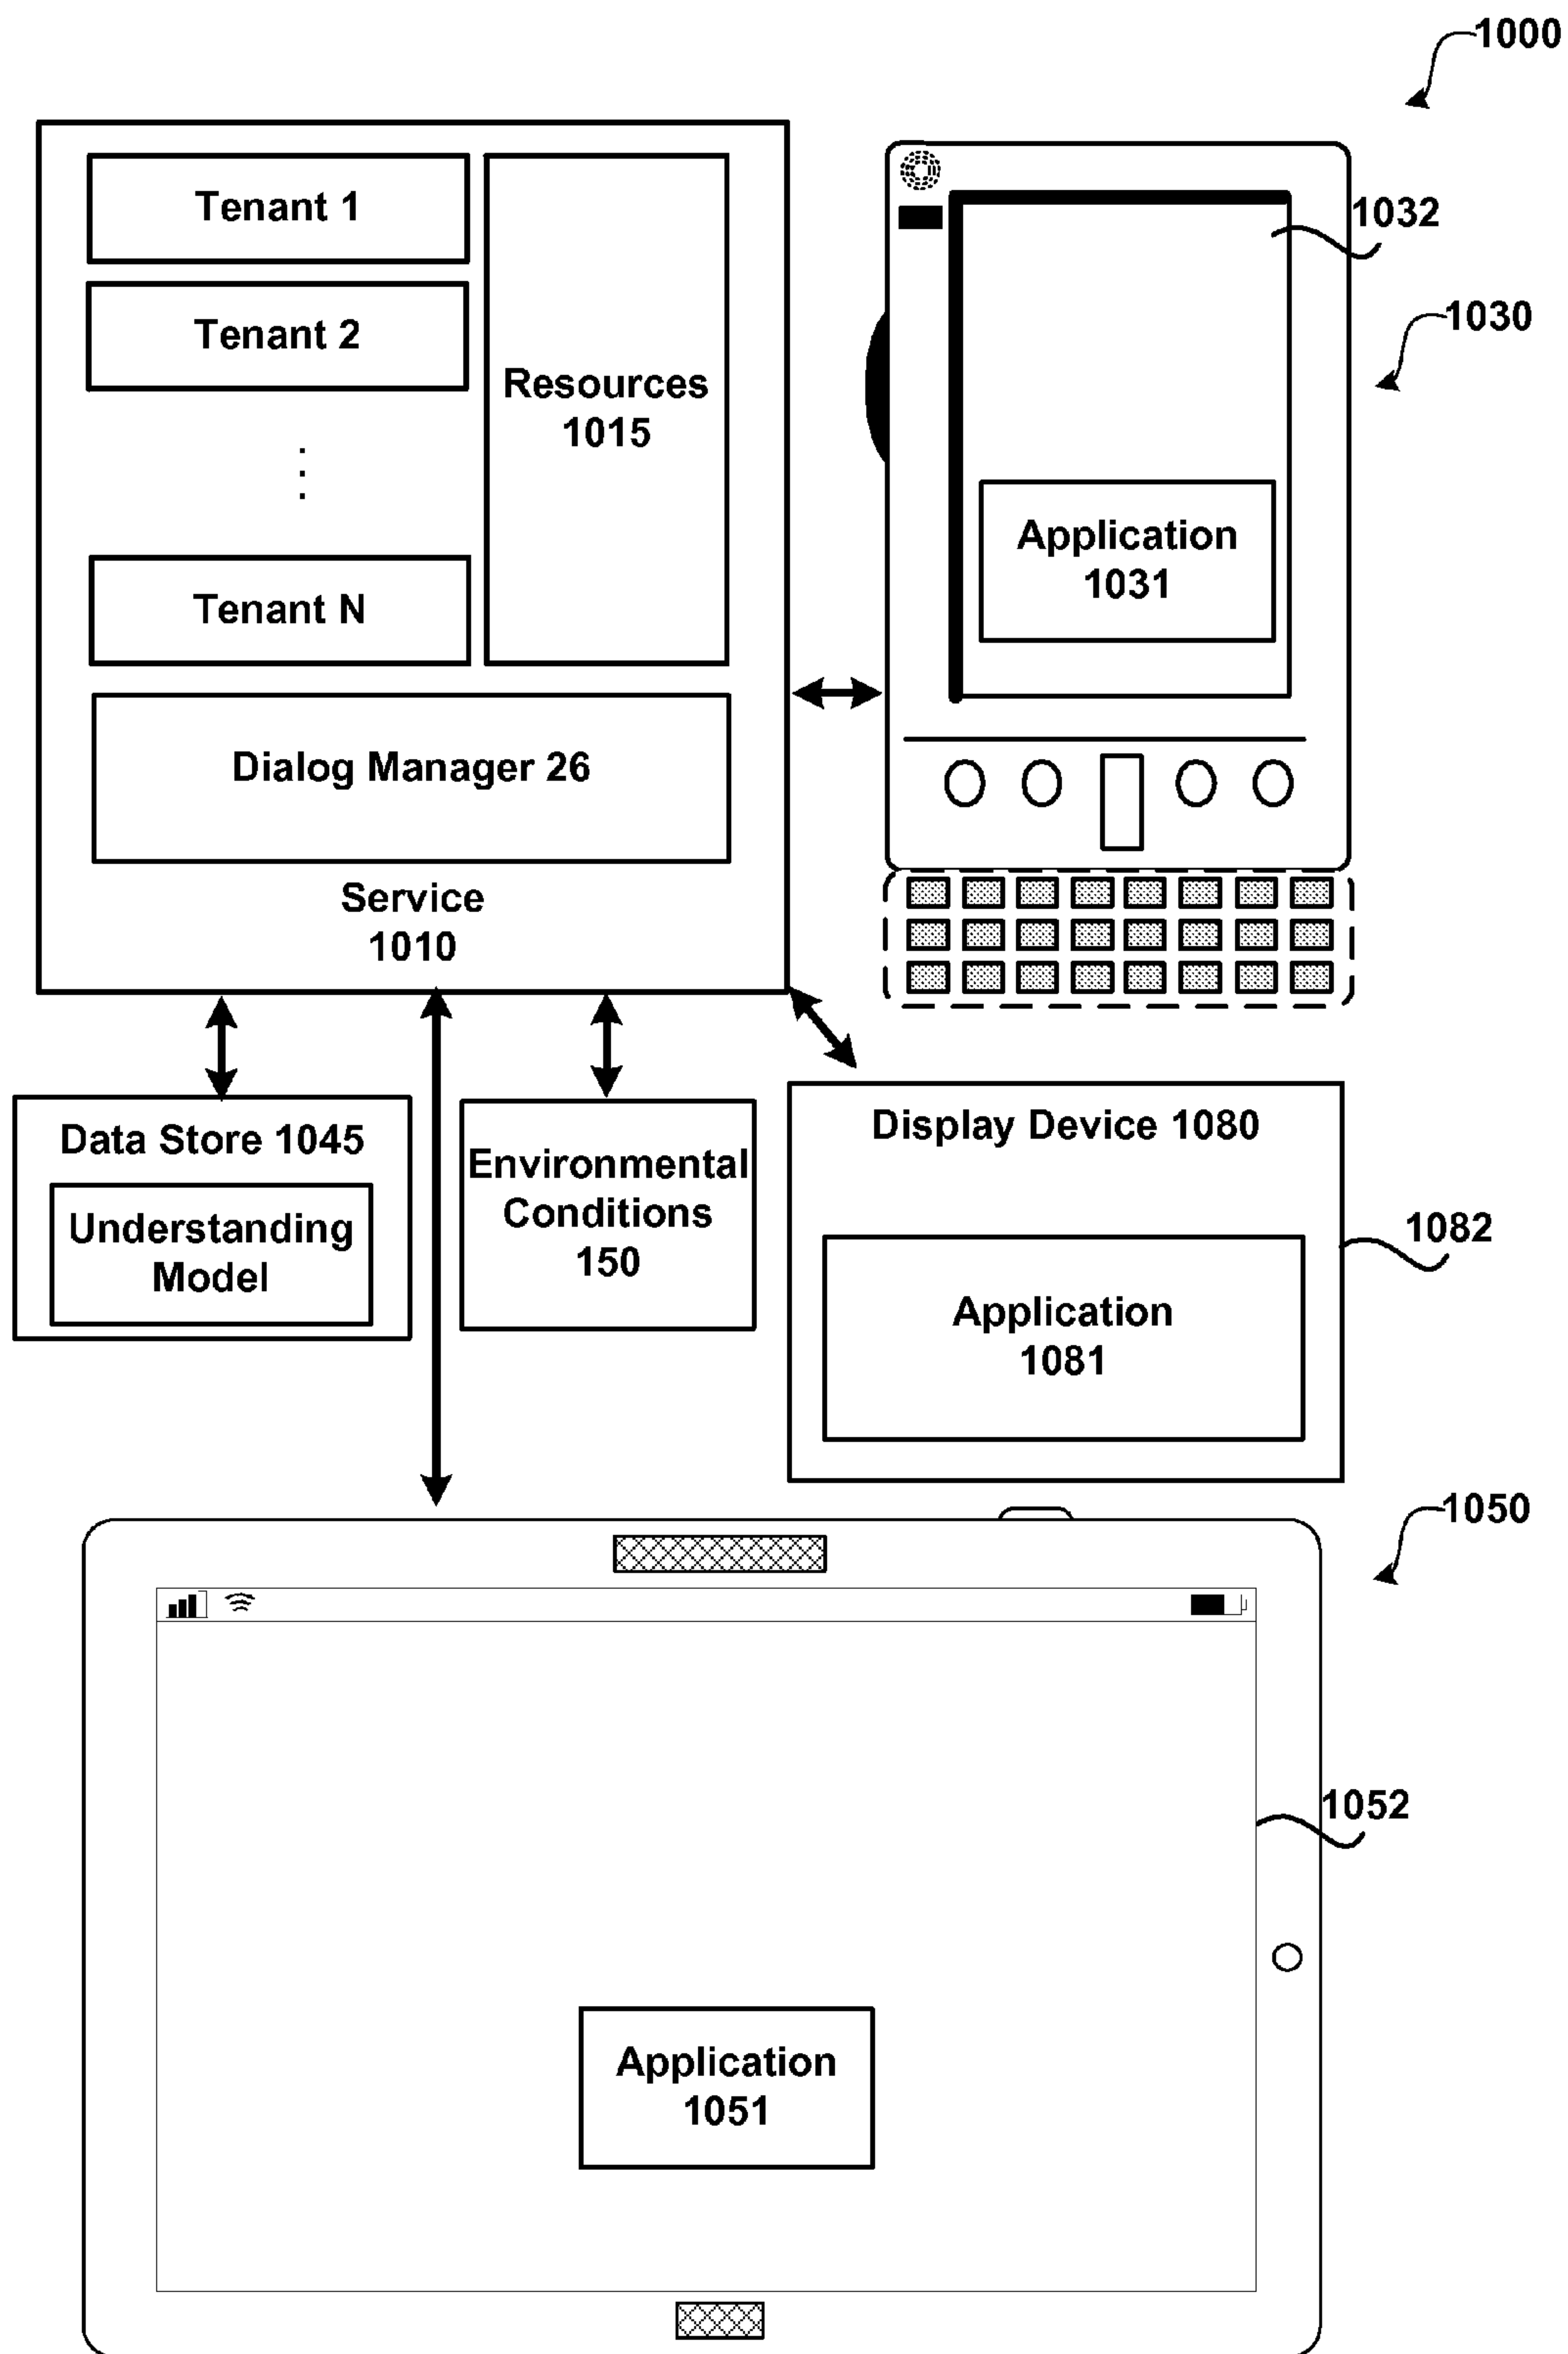 1000
Tenant 1
Tenant 2
Resources
1015
Tenant N
Dialog Manager 26
Service
1010
1032
1030
Application
1031
Data Store 1045
Understanding
Model
Environmental
Conditions
150
Display Device 1080
1082
Application
1081
1050
1052
Application
1051